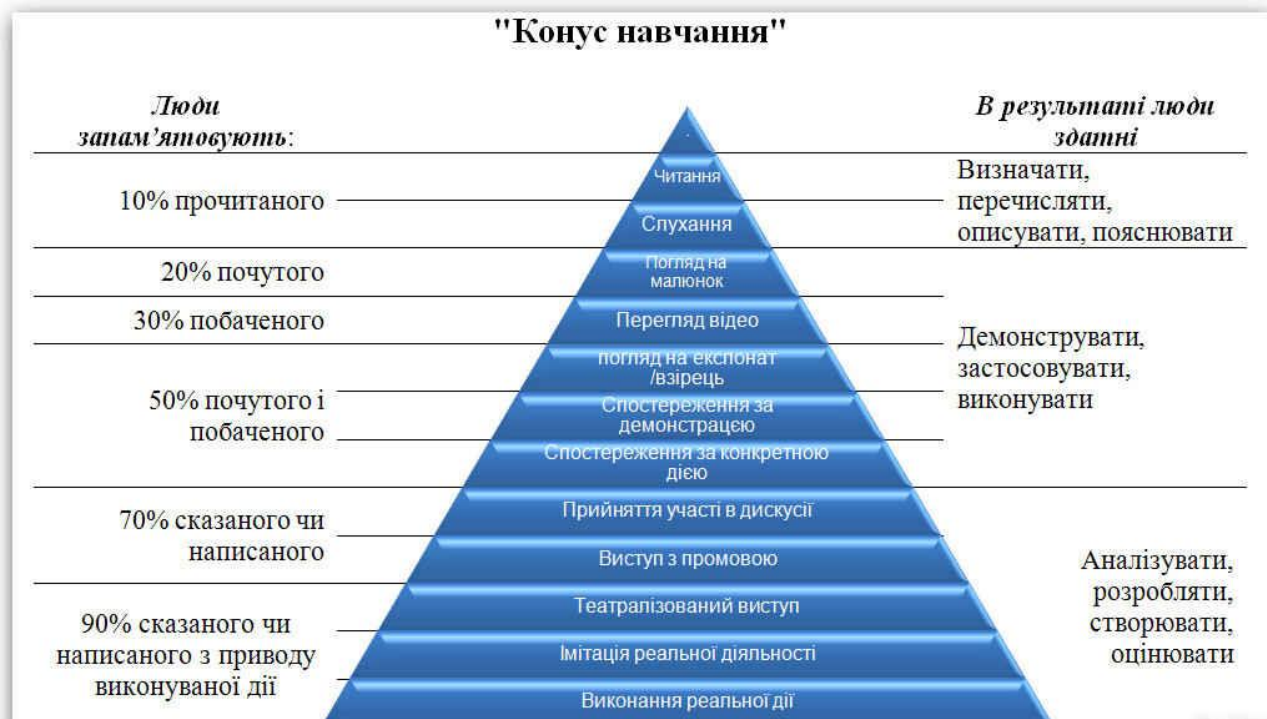 "Конус навчання"
Люди
запам’ятовують:
10% прочитаного
20% почутого
30% побаченого
50% почутого і
побаченого
70% сказаного чи
написаного
90% сказаного чи
написаного з приводу
виконуваної дії
Читання
Слухання
Погляд на
малюнок
Перегляд відео
погляд на експонат
/взірець
Спостереження за
демонстрацєю
Спостереження за конкретною
дією
Прийняття участі в дискусії
Виступ з промовою
Театралізований виступ
Імітація реальної діяльності
Виконання реальної дії
В результаті люди
здатні
Визначати,
перечисляти,
описувати, пояснювати
Демонструвати,
застосовувати,
виконувати
Аналізувати,
розробляти,
створювати,
оцінювати